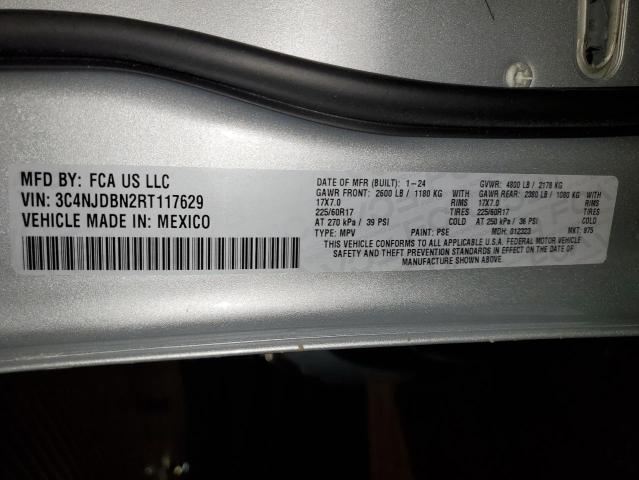 MFD BY: FCA US LLC
VIN: 3C4NJDBN2RT117629
VEHICLE MADE IN: MEXICO
DATE OF MFR (BUILT): 1-24 GVWR: 4800 LB / 2178 KG
GAWR FRONT: 2600 LB / 1180 KG GAWR REAR: 2380 LB / 1080 KG
17X7.0 RIMS 17X7.0 RIMS
225/60R17 TIRES 225/60R17 TIRES
AT 270 kPa / 39 PSI COLD AT 250 kPa / 36 PSI COLD
TYPE: MPV PAINT: PSE MDH: 012323 MKT: 875
THIS VEHICLE CONFORMS TO ALL APPLICABLE U.S.A. FEDERAL MOTOR VEHICLE
SAFETY AND THEFT PREVENTION STANDARDS IN EFFECT ON THE DATE OF
MANUFACTURE SHOWN ABOVE.